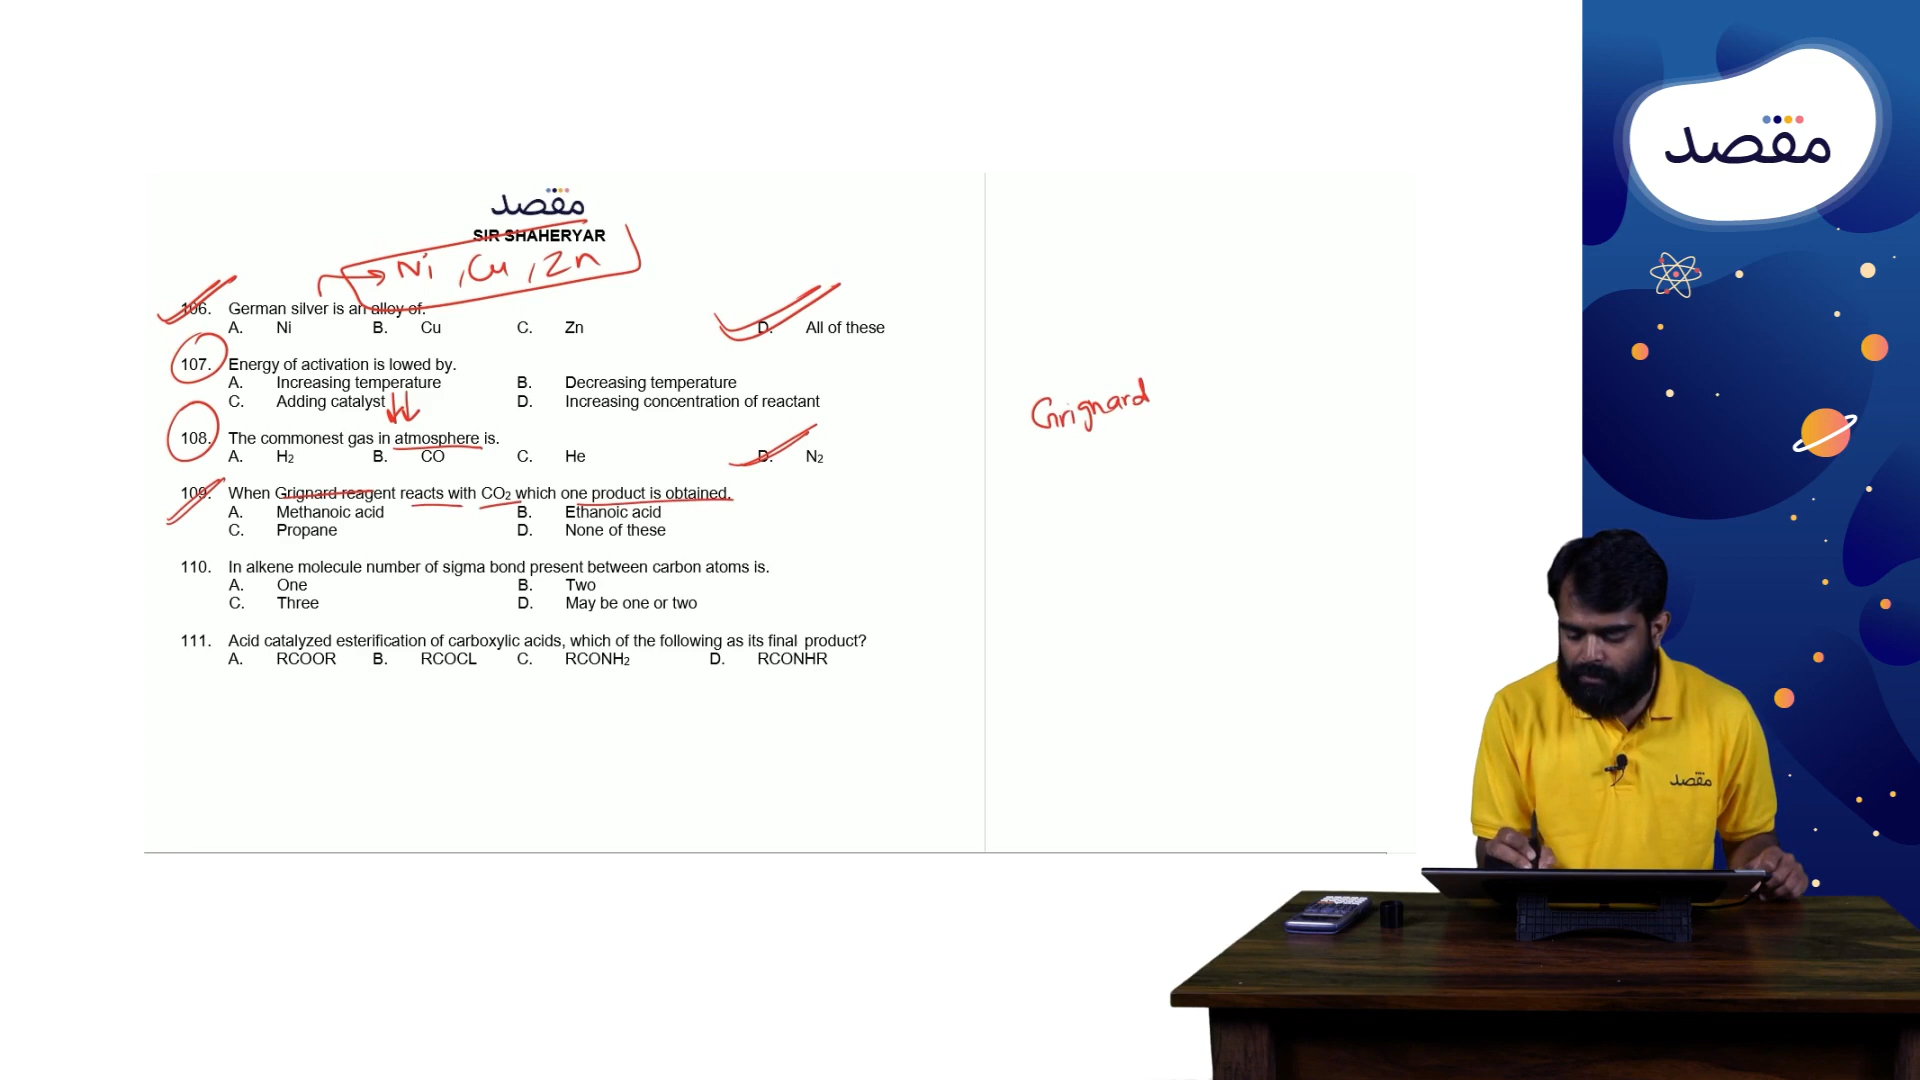 مقصد
SIR SHAHERYAR
Ni , Cu , Zn
106. German silver is an alloy of.
A. Ni B. Cu C. Zn D. All of these
107. Energy of activation is lowed by.
A. Increasing temperature B. Decreasing temperature
C. Adding catalyst D. Increasing concentration of reactant
108. The commonest gas in atmosphere is.
A. H₂ B. CO C. He D. N₂
109. When Grignard reagent reacts with CO₂ which one product is obtained.
A. Methanoic acid B. Ethanoic acid
C. Propane D. None of these
110. In alkene molecule number of sigma bond present between carbon atoms is.
A. One B. Two
C. Three D. May be one or two
111. Acid catalyzed esterification of carboxylic acids, which of the following as its final product?
A. RCOOR B. RCOCL C. RCONH₂ D. RCONHR
Grignard
مقصد
مقصد